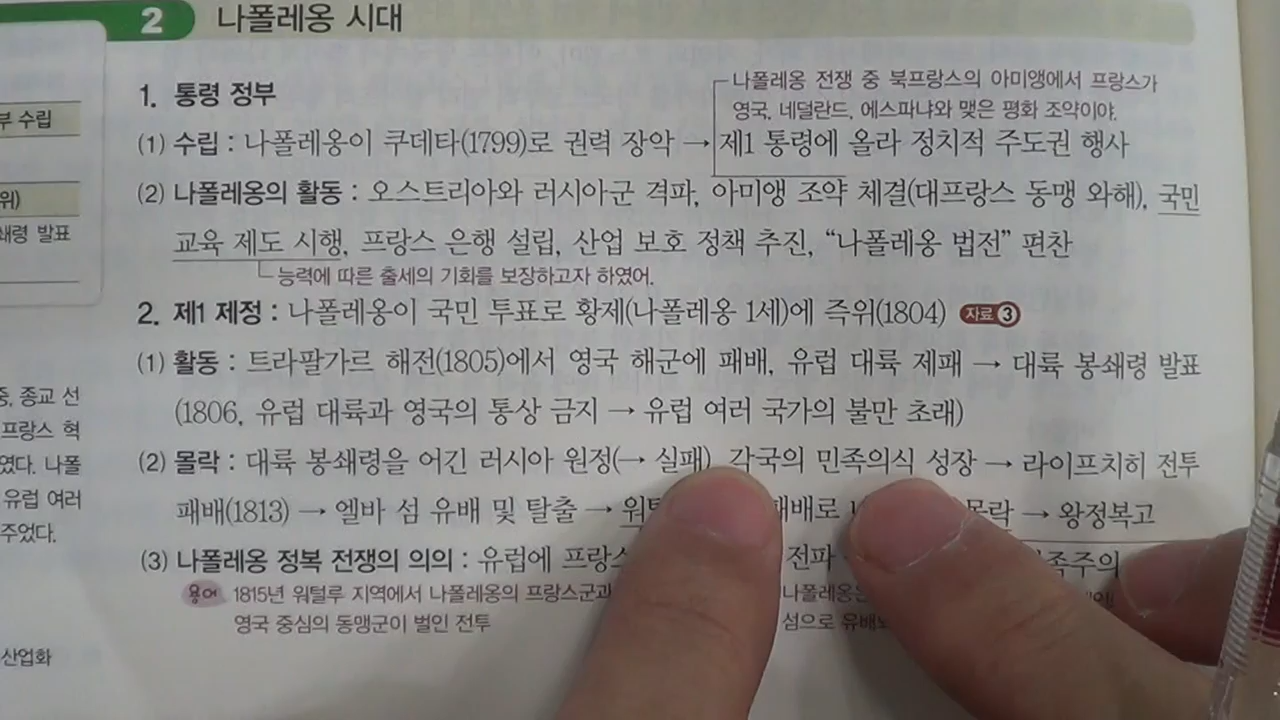 2 나폴레옹 시대
부 수립
위)
쇄령 발표
중, 종교 선
프랑스 혁
였다. 나폴
유럽 여러
주었다.
산업화
1. 통령 정부
나폴레옹 전쟁 중 북프랑스의 아미앵에서 프랑스가
영국, 네덜란드, 에스파냐와 맺은 평화 조약이야.
(1) 수립 : 나폴레옹이 쿠데타(1799)로 권력 장악 → 제1 통령에 올라 정치적 주도권 행사
(2) 나폴레옹의 활동 : 오스트리아와 러시아군 격파, 아미앵 조약 체결(대프랑스 동맹 와해), 국민
교육 제도 시행, 프랑스 은행 설립, 산업 보호 정책 추진, “나폴레옹 법전” 편찬
능력에 따른 출세의 기회를 보장하고자 하였어.
2. 제1 제정 : 나폴레옹이 국민 투표로 황제(나폴레옹 1세)에 즉위(1804) 자료 3
(1) 활동 : 트라팔가르 해전(1805)에서 영국 해군에 패배, 유럽 대륙 제패 → 대륙 봉쇄령 발표
(1806, 유럽 대륙과 영국의 통상 금지 → 유럽 여러 국가의 불만 초래)
(2) 몰락 : 대륙 봉쇄령을 어긴 러시아 원정(→ 실패), 각국의 민족의식 성장 → 라이프치히 전투
패배(1813) → 엘바 섬 유배 및 탈출 → 패배로 몰락 → 왕정복고
(3) 나폴레옹 정복 전쟁의 의의 : 유럽에 프랑스 전파 족주의
용어 1815년 워털루 지역에서 나폴레옹의 프랑스군과 나폴레옹은
영국 중심의 동맹군이 벌인 전투 섬으로 유배